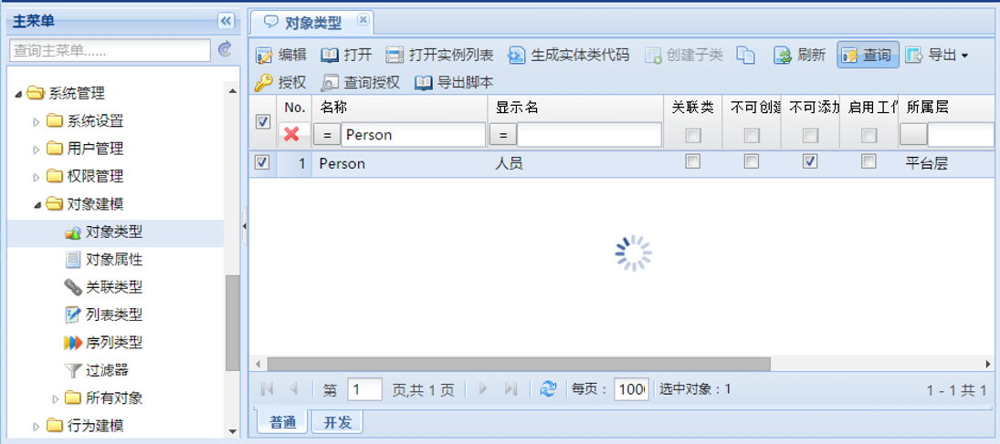 主菜单
查询主菜单......
系统管理
系统设置
用户管理
权限管理
对象建模
对象类型
对象属性
关联类型
列表类型
序列类型
过滤器
所有对象
行为建模
对象类型
编辑 打开 打开实例列表 生成实体类代码 创建子类 刷新 查询 导出
授权 查询授权 导出脚本
No. 名称 显示名 关联类 不可创建 不可添加 启用工作 所属层
= Person =
1 Person 人员 平台层
第 1 页,共 1 页 每页： 100 选中对象：1 1 - 1 共 1
普通 开发